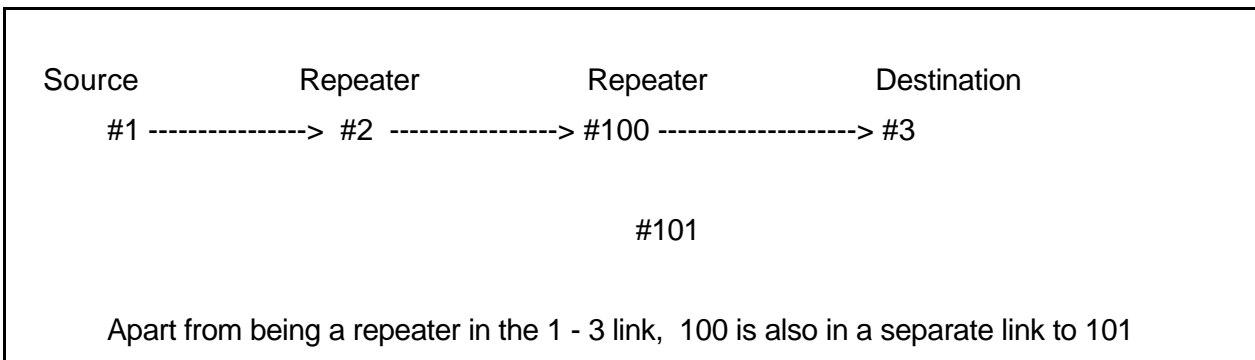 Source Repeater Repeater Destination
#1 ----------------> #2 -----------------> #100 --------------------> #3
#101
Apart from being a repeater in the 1 - 3 link, 100 is also in a separate link to 101